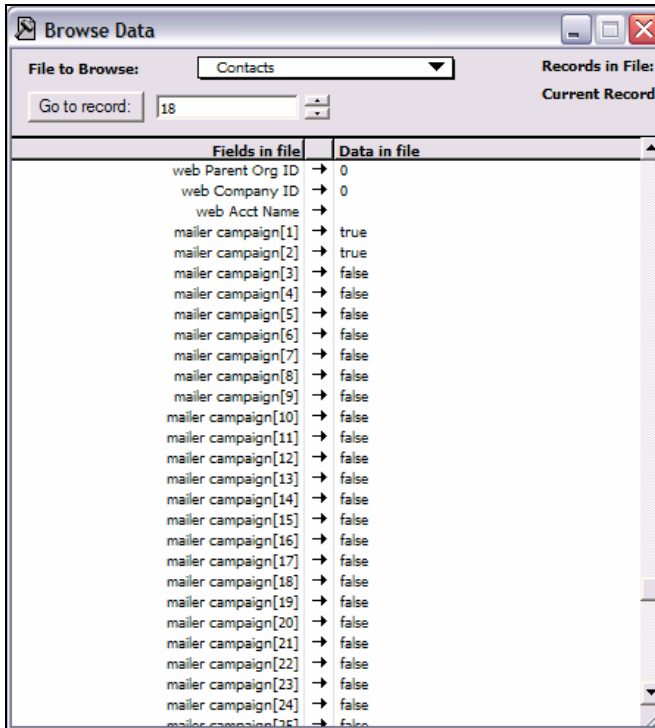 Browse Data
File to Browse: Contacts Records in File:
Go to record: 18 Current Record
Fields in file Data in file
web Parent Org ID → 0
web Company ID → 0
web Acct Name →
mailer campaign[1] → true
mailer campaign[2] → true
mailer campaign[3] → false
mailer campaign[4] → false
mailer campaign[5] → false
mailer campaign[6] → false
mailer campaign[7] → false
mailer campaign[8] → false
mailer campaign[9] → false
mailer campaign[10] → false
mailer campaign[11] → false
mailer campaign[12] → false
mailer campaign[13] → false
mailer campaign[14] → false
mailer campaign[15] → false
mailer campaign[16] → false
mailer campaign[17] → false
mailer campaign[18] → false
mailer campaign[19] → false
mailer campaign[20] → false
mailer campaign[21] → false
mailer campaign[22] → false
mailer campaign[23] → false
mailer campaign[24] → false
mailer campaign[25] → false